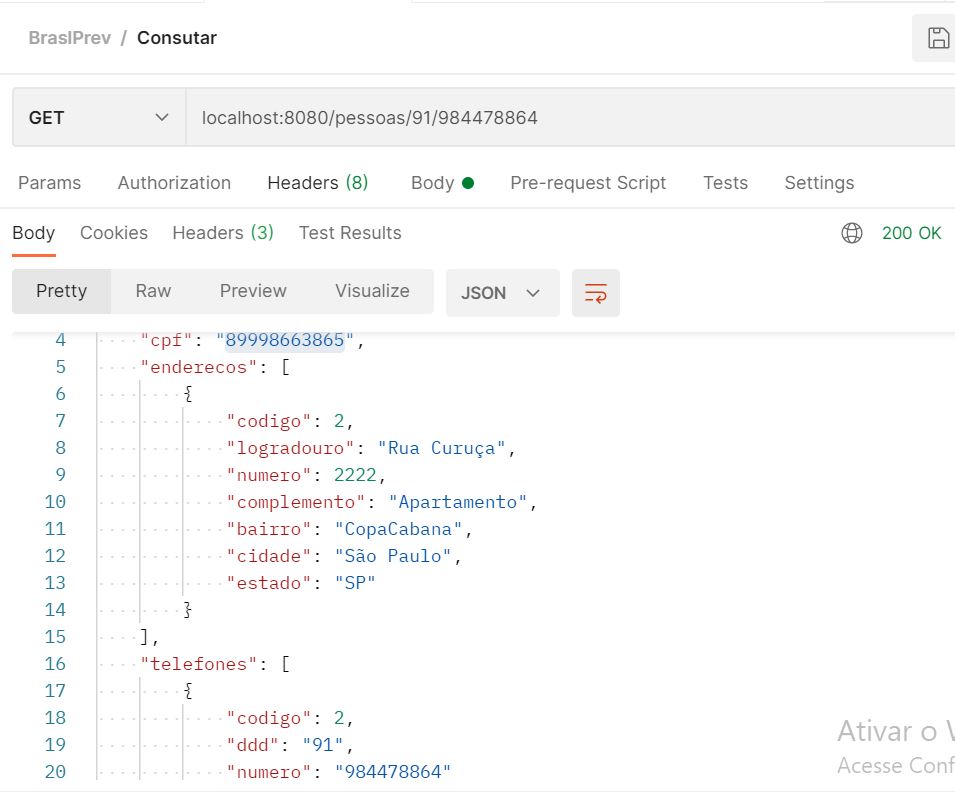 BraslPrev / Consutar
GET localhost:8080/pessoas/91/984478864
Params Authorization Headers (8) Body Pre-request Script Tests Settings
Body Cookies Headers (3) Test Results 200 OK
Pretty Raw Preview Visualize JSON
4 "cpf": "89998663865",
5 "enderecos": [
6 {
7 "codigo": 2,
8 "logradouro": "Rua Curuça",
9 "numero": 2222,
10 "complemento": "Apartamento",
11 "bairro": "CopaCabana",
12 "cidade": "São Paulo",
13 "estado": "SP"
14 }
15 ],
16 "telefones": [
17 {
18 "codigo": 2,
19 "ddd": "91",
20 "numero": "984478864"
Ativar o
Acesse